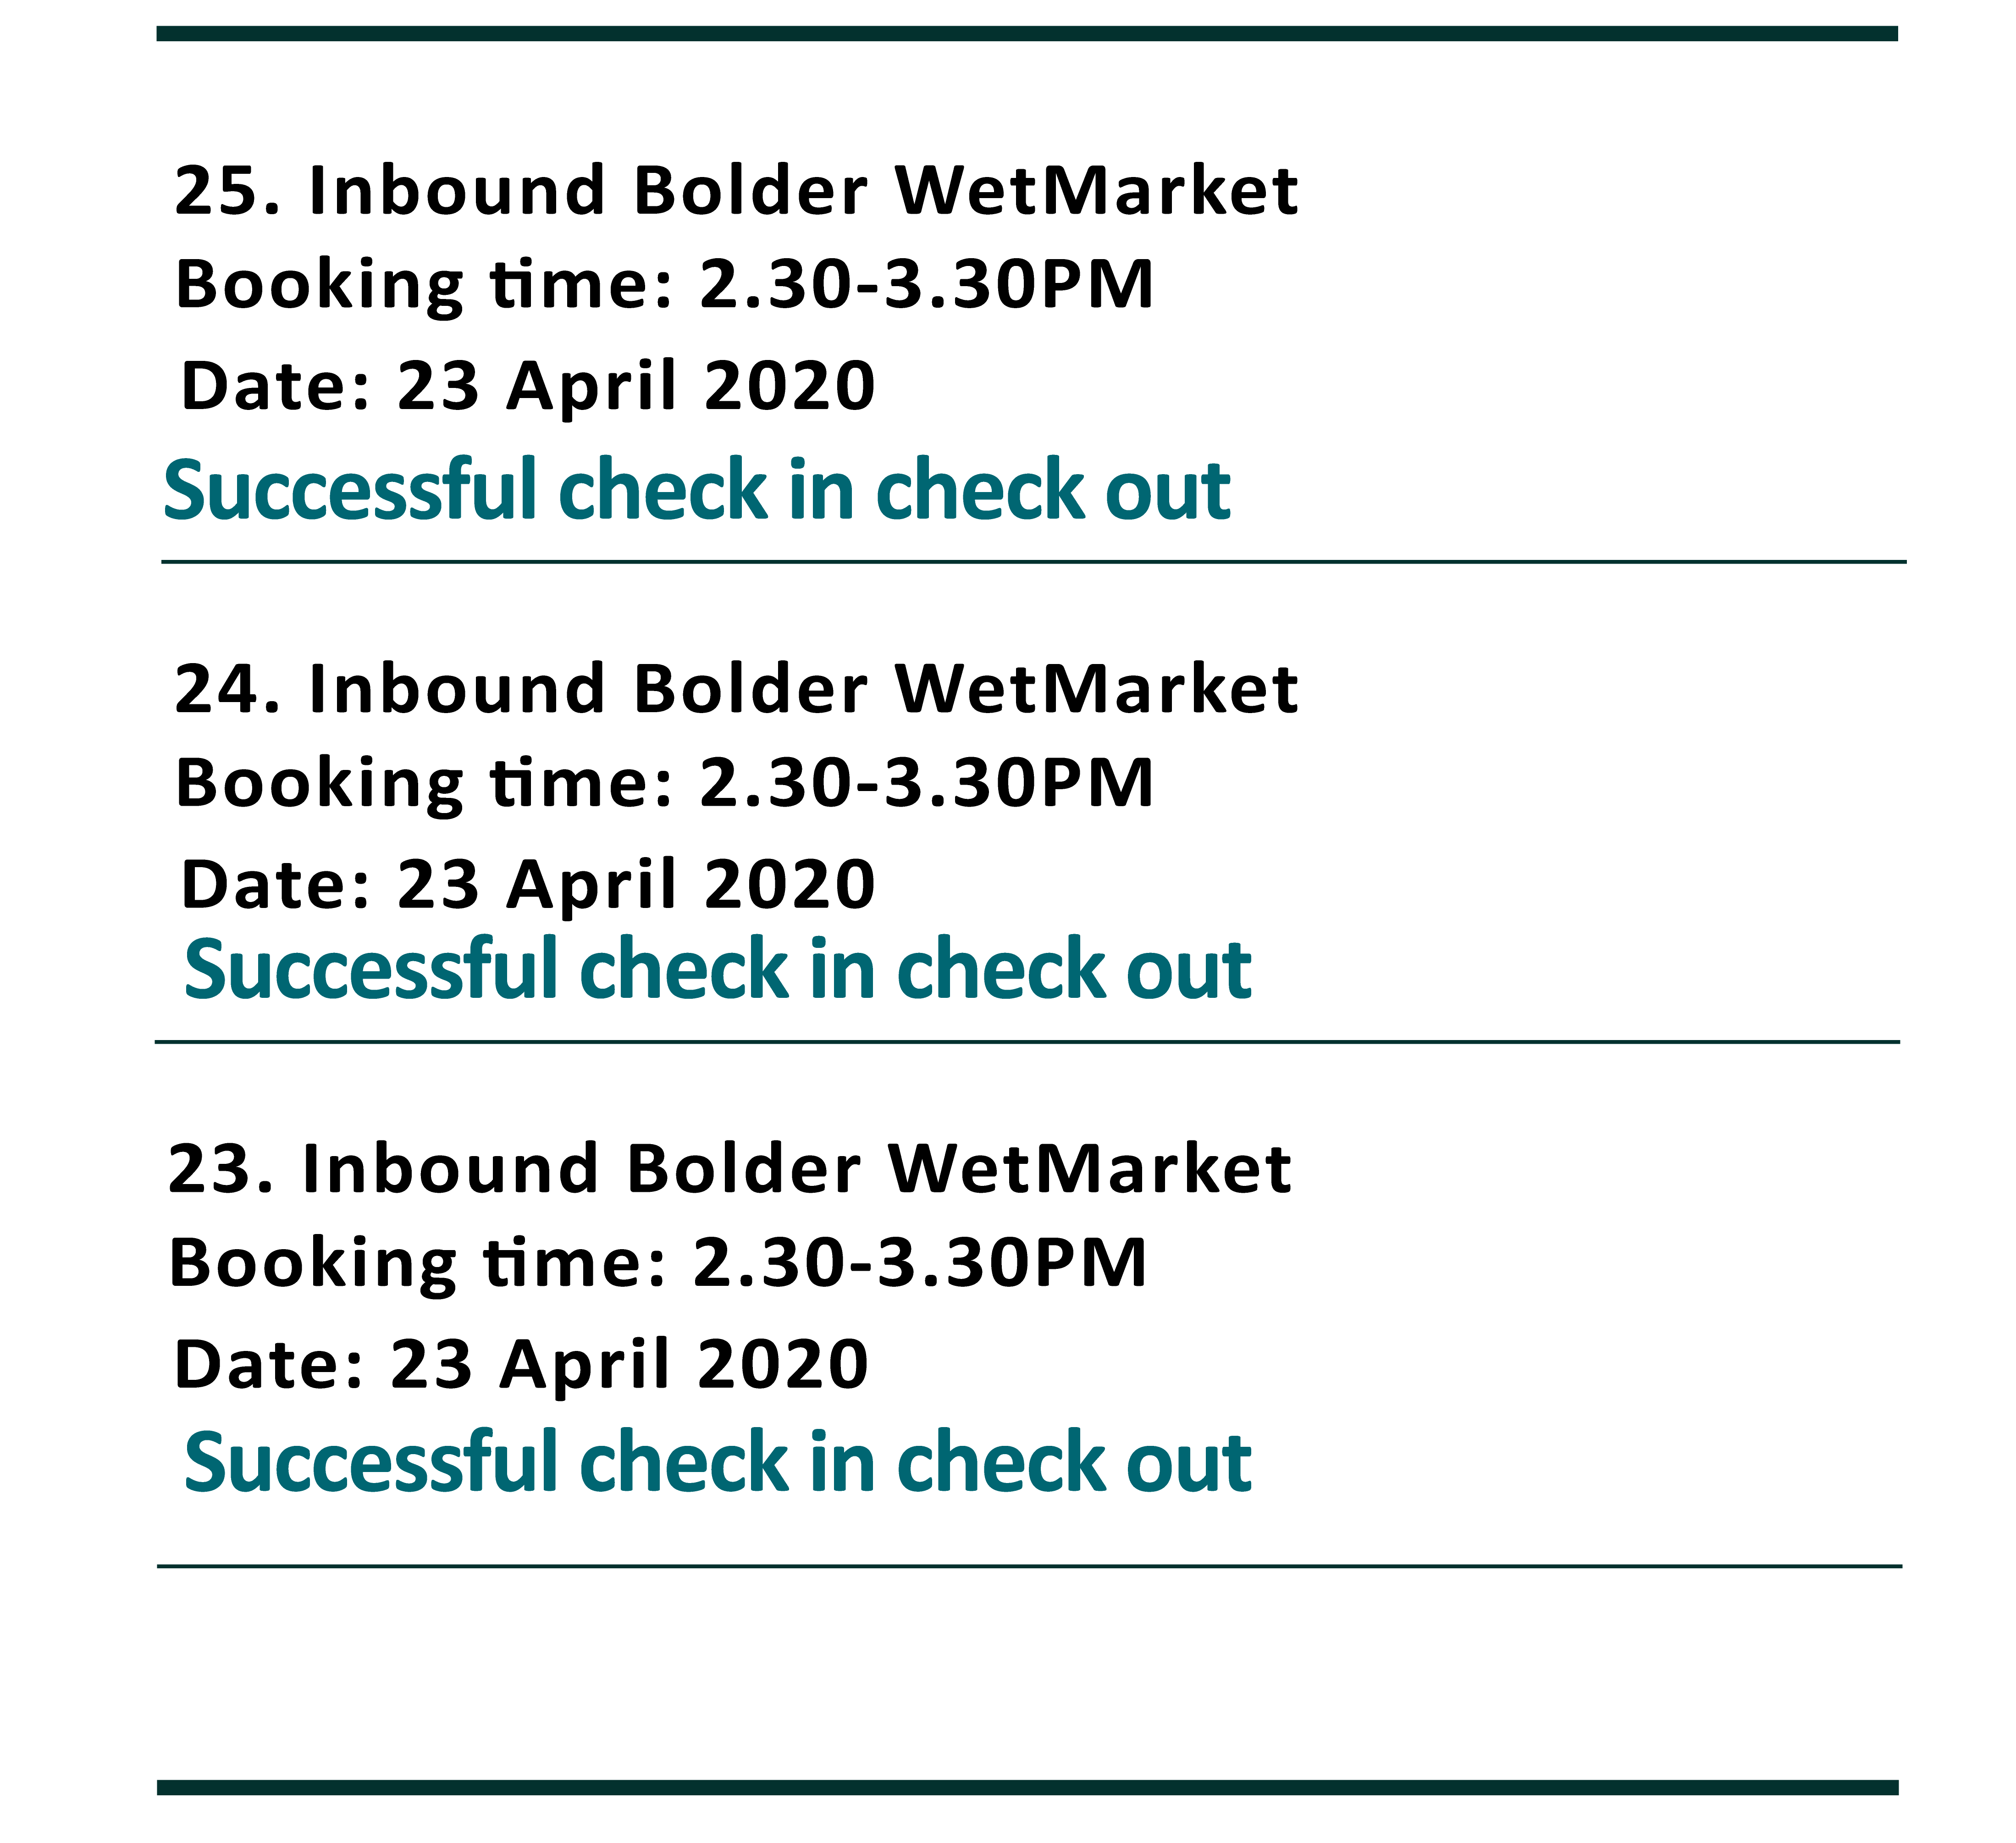 25. Inbound Bolder WetMarket
Booking time: 2.30-3.30PM
Date: 23 April 2020
Successful check in check out
24. Inbound Bolder WetMarket
Booking time: 2.30-3.30PM
Date: 23 April 2020
Successful check in check out
23. Inbound Bolder WetMarket
Booking time: 2.30-3.30PM
Date: 23 April 2020
Successful check in check out